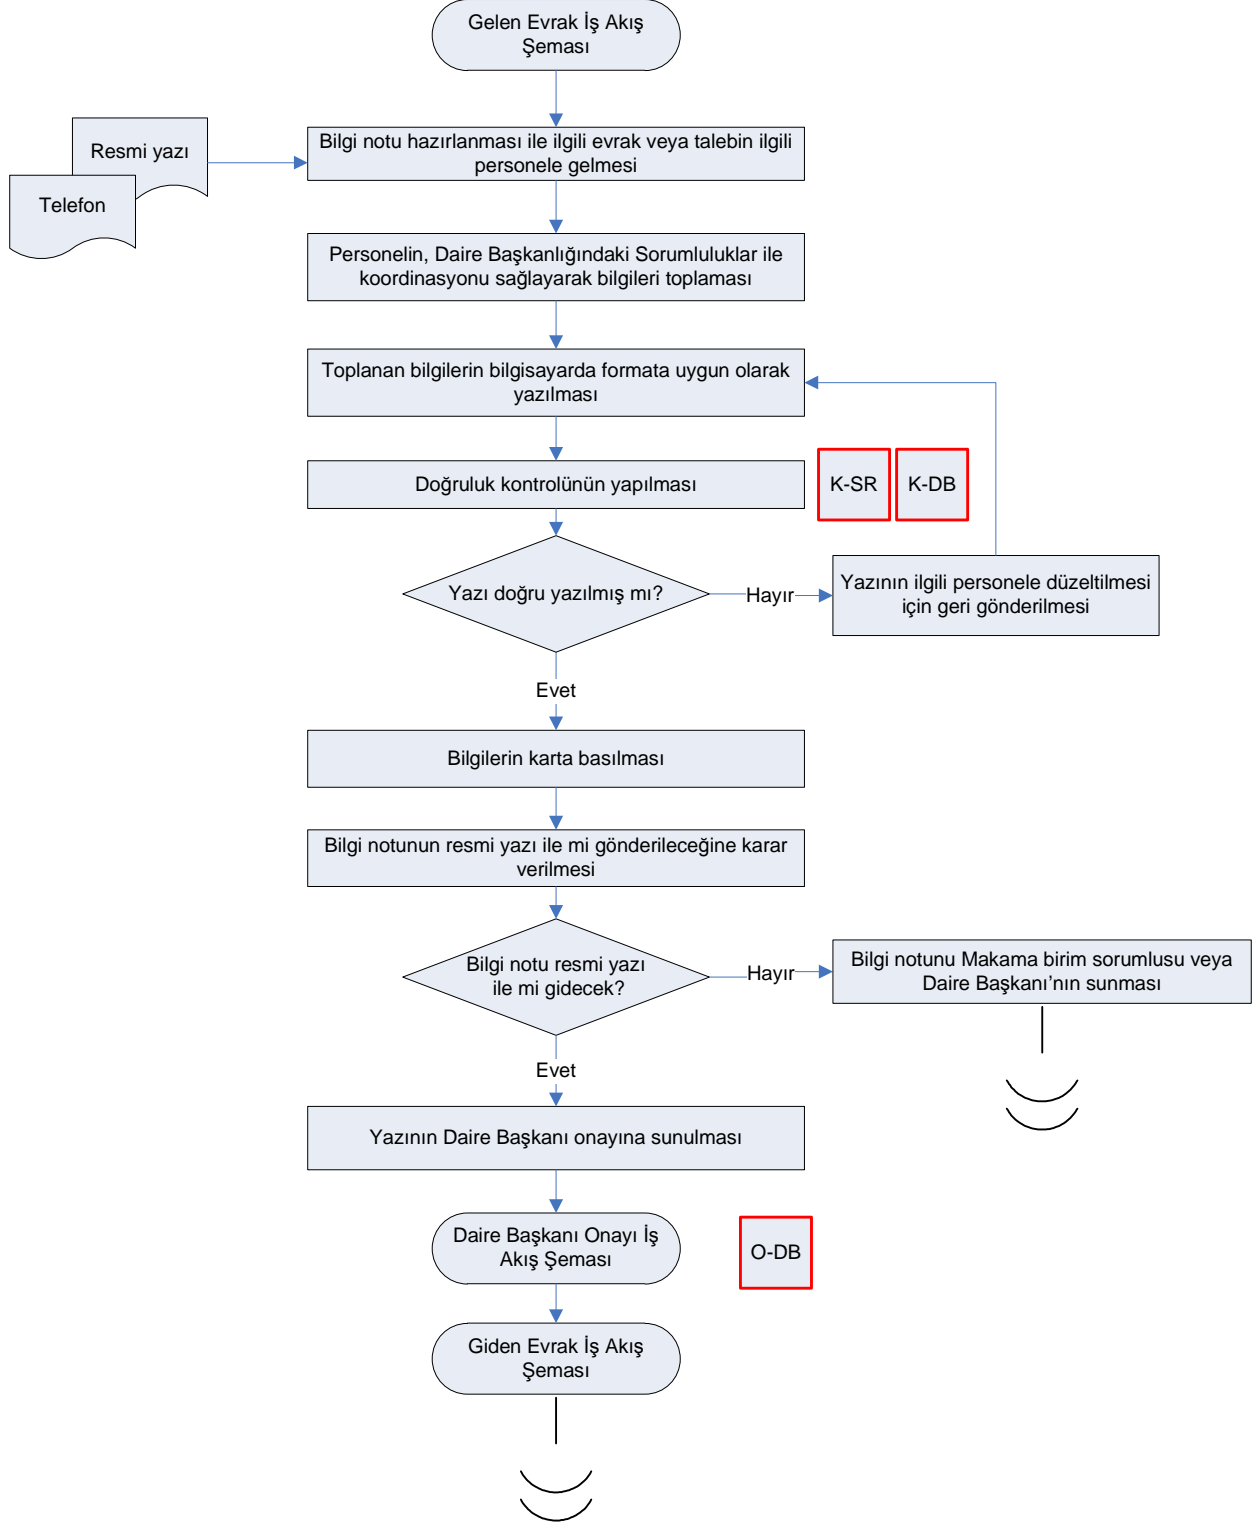 Gelen Evrak İş Akış
Şeması
Resmi yazı
Telefon
Bilgi notu hazırlanması ile ilgili evrak veya talebin ilgili
personele gelmesi
Personelin, Daire Başkanlığındaki Sorumluluklar ile
koordinasyonu sağlayarak bilgileri toplaması
Toplanan bilgilerin bilgisayarda formata uygun olarak
yazılması
Doğruluk kontrolünün yapılması
K-SR
K-DB
Yazı doğru yazılmış mı?
Hayır
Yazının ilgili personele düzeltilmesi
için geri gönderilmesi
Evet
Bilgilerin karta basılması
Bilgi notunun resmi yazı ile mi gönderileceğine karar
verilmesi
Bilgi notu resmi yazı
ile mi gidecek?
Hayır
Bilgi notunu Makama birim sorumlusu veya
Daire Başkanı’nın sunması
Evet
Yazının Daire Başkanı onayına sunulması
Daire Başkanı Onayı İş
Akış Şeması
O-DB
Giden Evrak İş Akış
Şeması